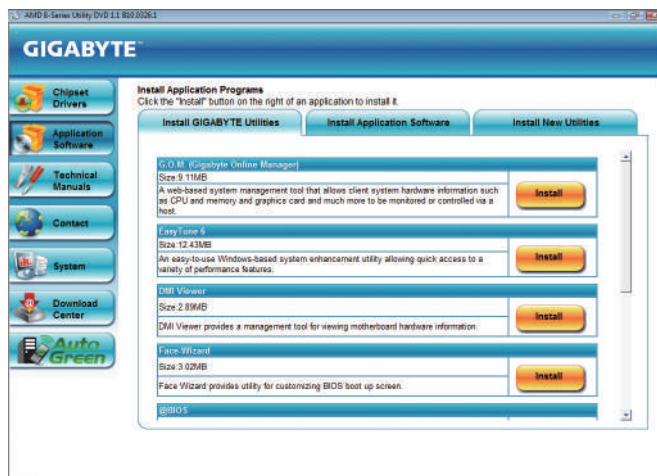 AMD 8-Series Utility DVD 1.1 B10.0326.1
GIGABYTE™
Chipset
Drivers
Application
Software
Technical
Manuals
Contact
System
Download
Center
Auto
Green
Install Application Programs
Click the "Install" button on the right of an application to install it.
Install GIGABYTE Utilities
Install Application Software
Install New Utilities
G.O.M. (Gigabyte Online Manager)
Size:9.11MB
A web-based system management tool that allows client system hardware information such
as CPU and memory and graphics card and much more to be monitored or controlled via a
host.
Install
EasyTune 6
Size:12.43MB
An easy-to-use Windows-based system enhancement utility allowing quick access to a
variety of performance features.
Install
DMI Viewer
Size:2.89MB
DMI Viewer provides a management tool for viewing motherboard hardware information.
Install
Face-Wizard
Size:3.02MB
Face Wizard provides utility for customizing BIOS boot up screen.
Install
@BIOS